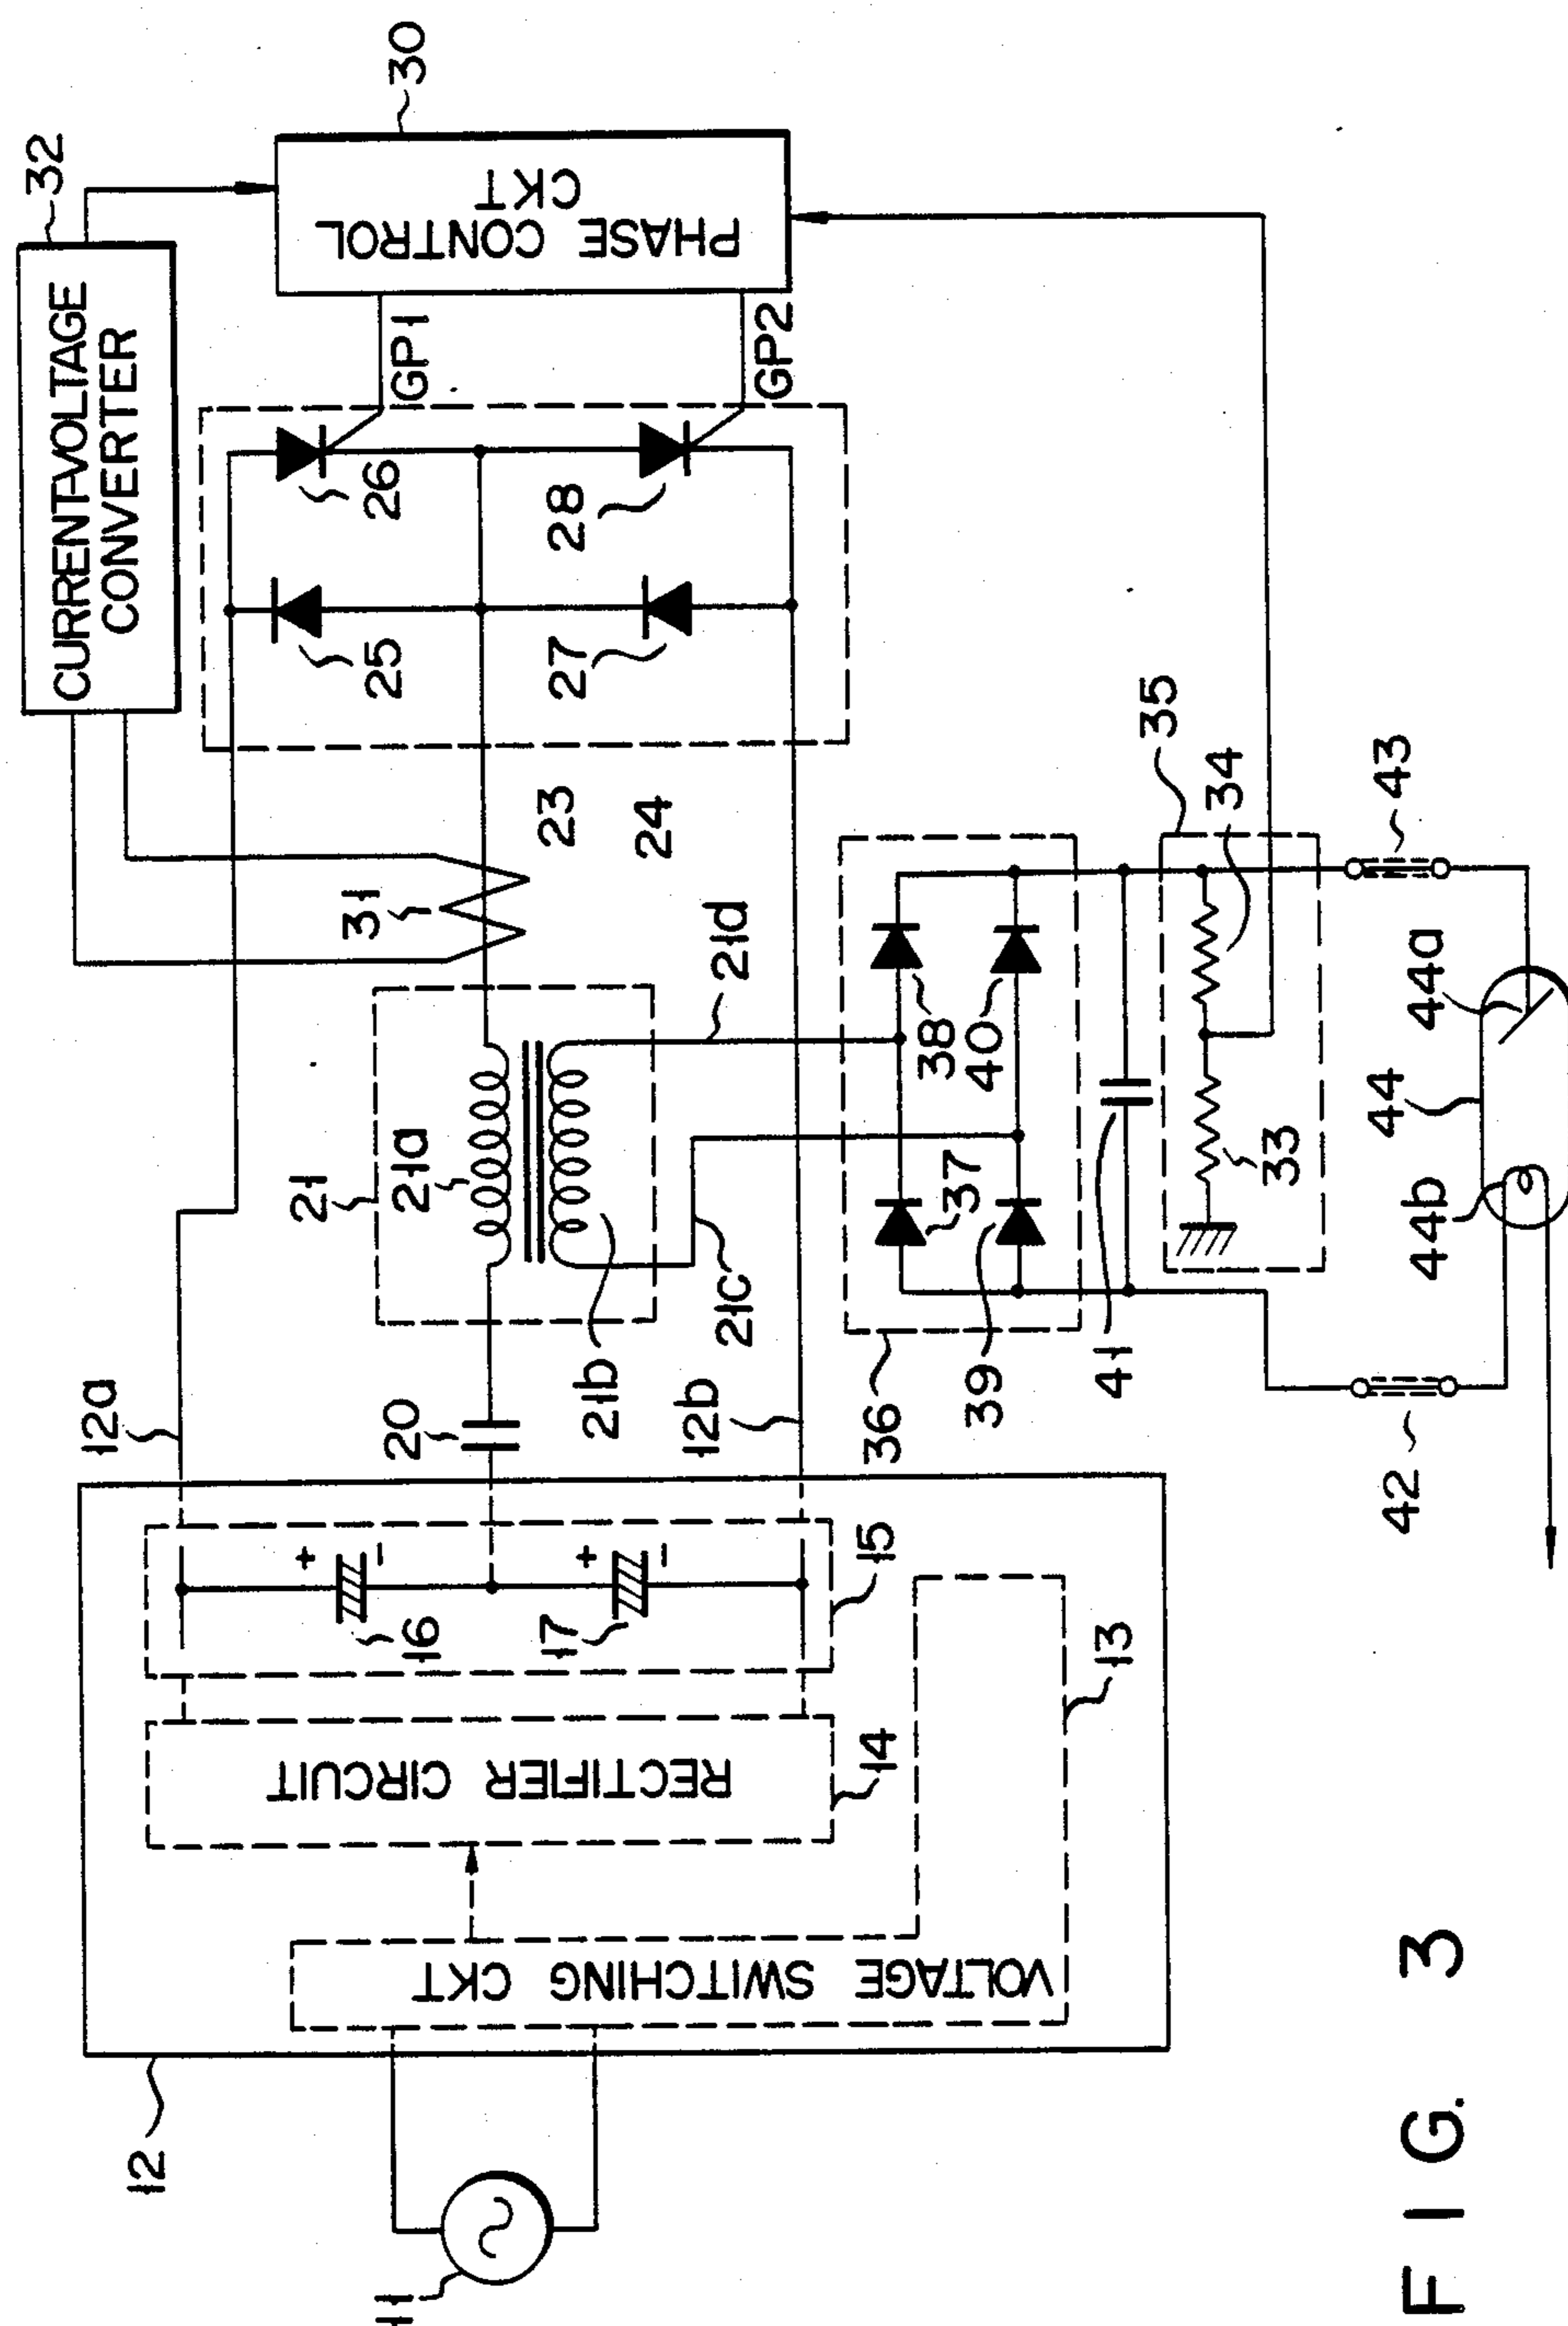 32
CURRENT-VOLTAGE
CONVERTER
30
PHASE CONTROL
CKT
GP1
GP2
26
28
25
27
23
24
31
12a
21
21a
21b
21c
21d
20
12b
16
17
+
-
+
-
15
RECTIFIER CIRCUIT
14
VOLTAGE SWITCHING CKT
13
12
11
36
37
38
39
40
41
35
34
33
42
43
44
44a
44b
FIG. 3